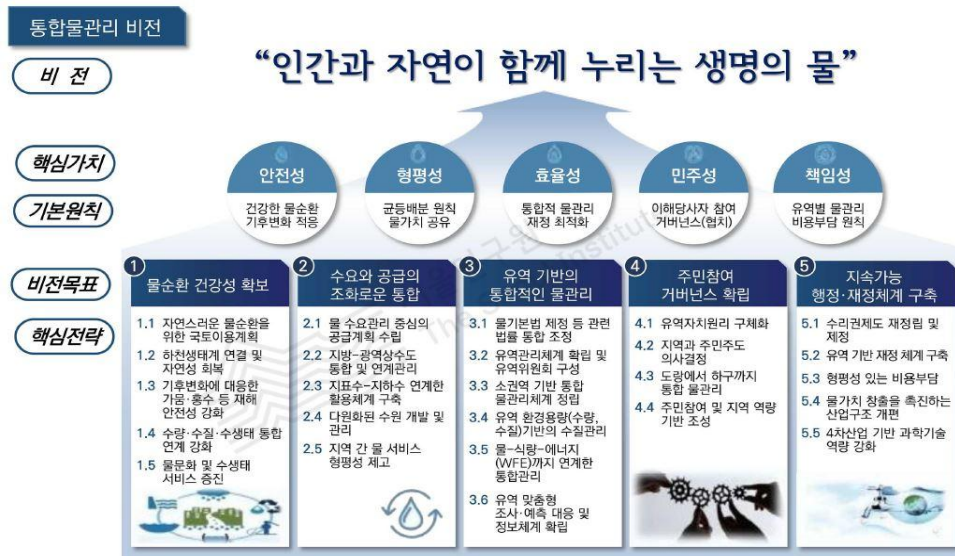 통합물관리 비전
비 전
“인간과 자연이 함께 누리는 생명의 물”
핵심가치
안전성
형평성
효율성
민주성
책임성
기본원칙
건강한 물순환
기후변화 적응
균등배분 원칙
물가치 공유
통합적 물관리
재정 최적화
이해당사자 참여
거버넌스(협치)
유역별 물관리
비용부담 원칙
비전목표
핵심전략
1
물순환 건강성 확보
1.1 자연스러운 물순환을
위한 국토이용계획
1.2 하천생태계 연결 및
자연성 회복
1.3 기후변화에 대응한
가뭄·홍수 등 재해
안전성 강화
1.4 수량·수질·수생태 통합
연계 강화
1.5 물문화 및 수생태
서비스 증진
2
수요와 공급의
조화로운 통합
2.1 물 수요관리 중심의
공급계획 수립
2.2 지방-광역상수도
통합 및 연계관리
2.3 지표수-지하수 연계한
활용체계 구축
2.4 다원화된 수원 개발 및
관리
2.5 지역 간 물 서비스
형평성 제고
3
유역 기반의
통합적인 물관리
3.1 물기본법 제정 등 관련
법률 통합 조정
3.2 유역관리체계 확립 및
유역위원회 구성
3.3 소권역 기반 통합
물관리체계 정립
3.4 유역 환경용량(수량,
수질)기반의 수질관리
3.5 물-식량-에너지
(WFE)까지 연계한
통합관리
3.6 유역 맞춤형
조사·예측 대응 및
정보체계 확립
4
주민참여
거버넌스 확립
4.1 유역자치원리 구체화
4.2 지역과 주민주도
의사결정
4.3 도랑에서 하구까지
통합 물관리
4.4 주민참여 및 지역 역량
기반 조성
5
지속가능
행정·재정체계 구축
5.1 수리권제도 재정립 및
제정
5.2 유역 기반 재정 체계 구축
5.3 형평성 있는 비용부담
5.4 물가치 창출을 촉진하는
산업구조 개편
5.5 4차산업 기반 과학기술
역량 강화